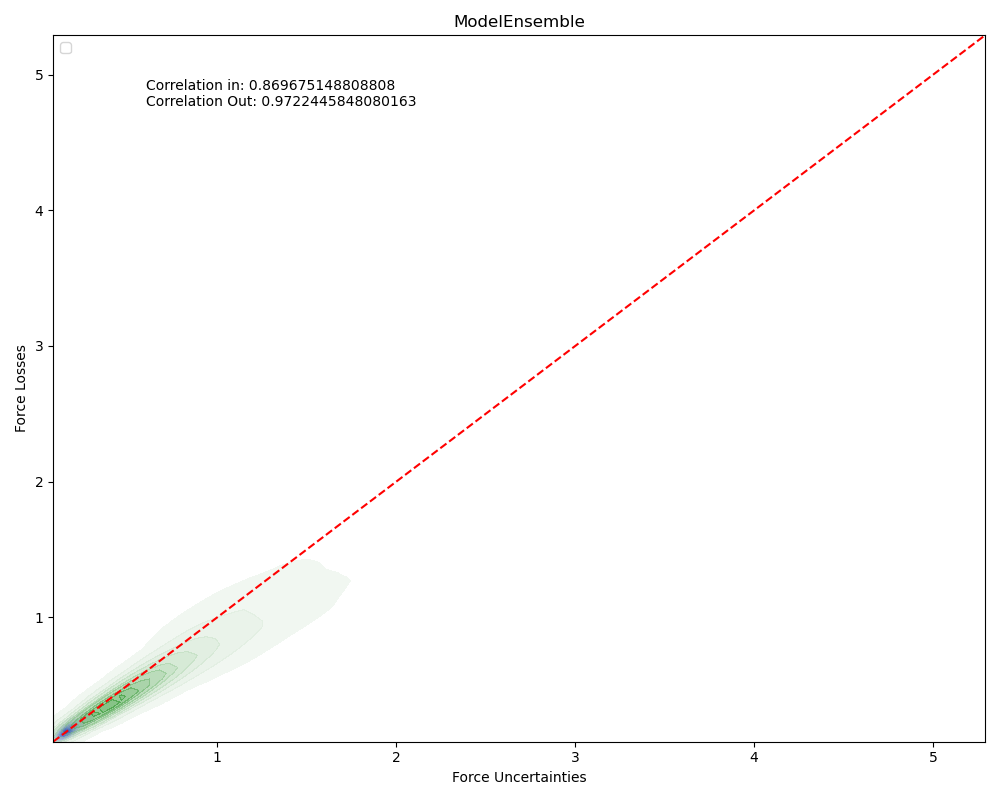 ModelEnsemble
Correlation in: 0.869675148808808
Correlation Out: 0.9722445848080163
5
4
3
2
1
Force Losses
1
2
3
4
5
Force Uncertainties